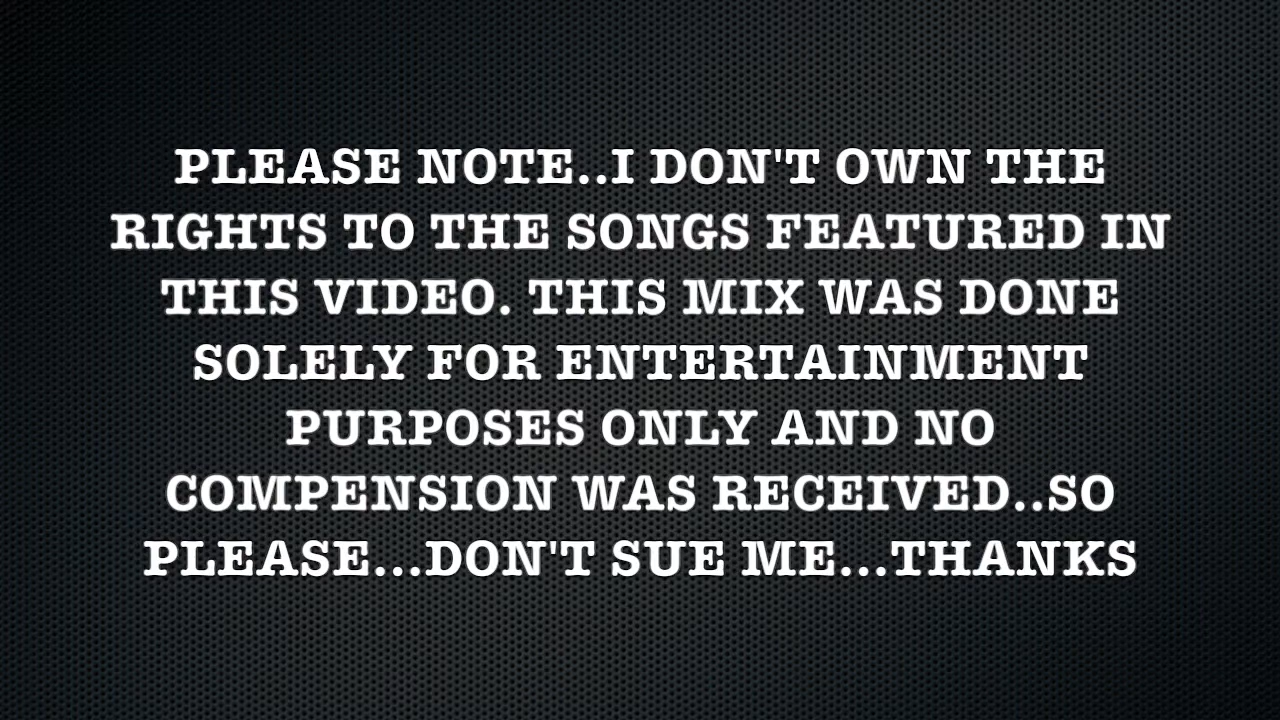 PLEASE NOTE..I DON'T OWN THE
RIGHTS TO THE SONGS FEATURED IN
THIS VIDEO. THIS MIX WAS DONE
SOLELY FOR ENTERTAINMENT
PURPOSES ONLY AND NO
COMPENSION WAS RECEIVED..SO
PLEASE...DON'T SUE ME...THANKS